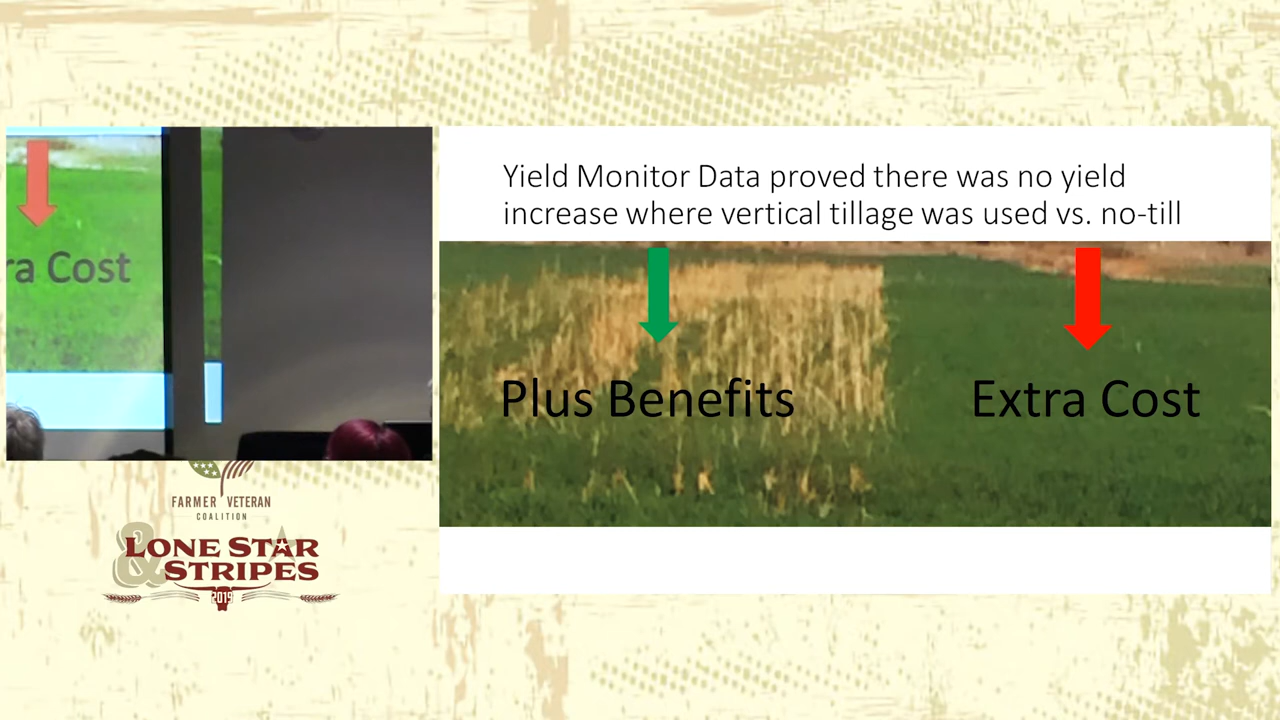 Yield Monitor Data proved there was no yield
increase where vertical tillage was used vs. no-till
Plus Benefits
Extra Cost
ra Cost
FARMER VETERAN
COALITION
&
LONE STAR
STRIPES
2019